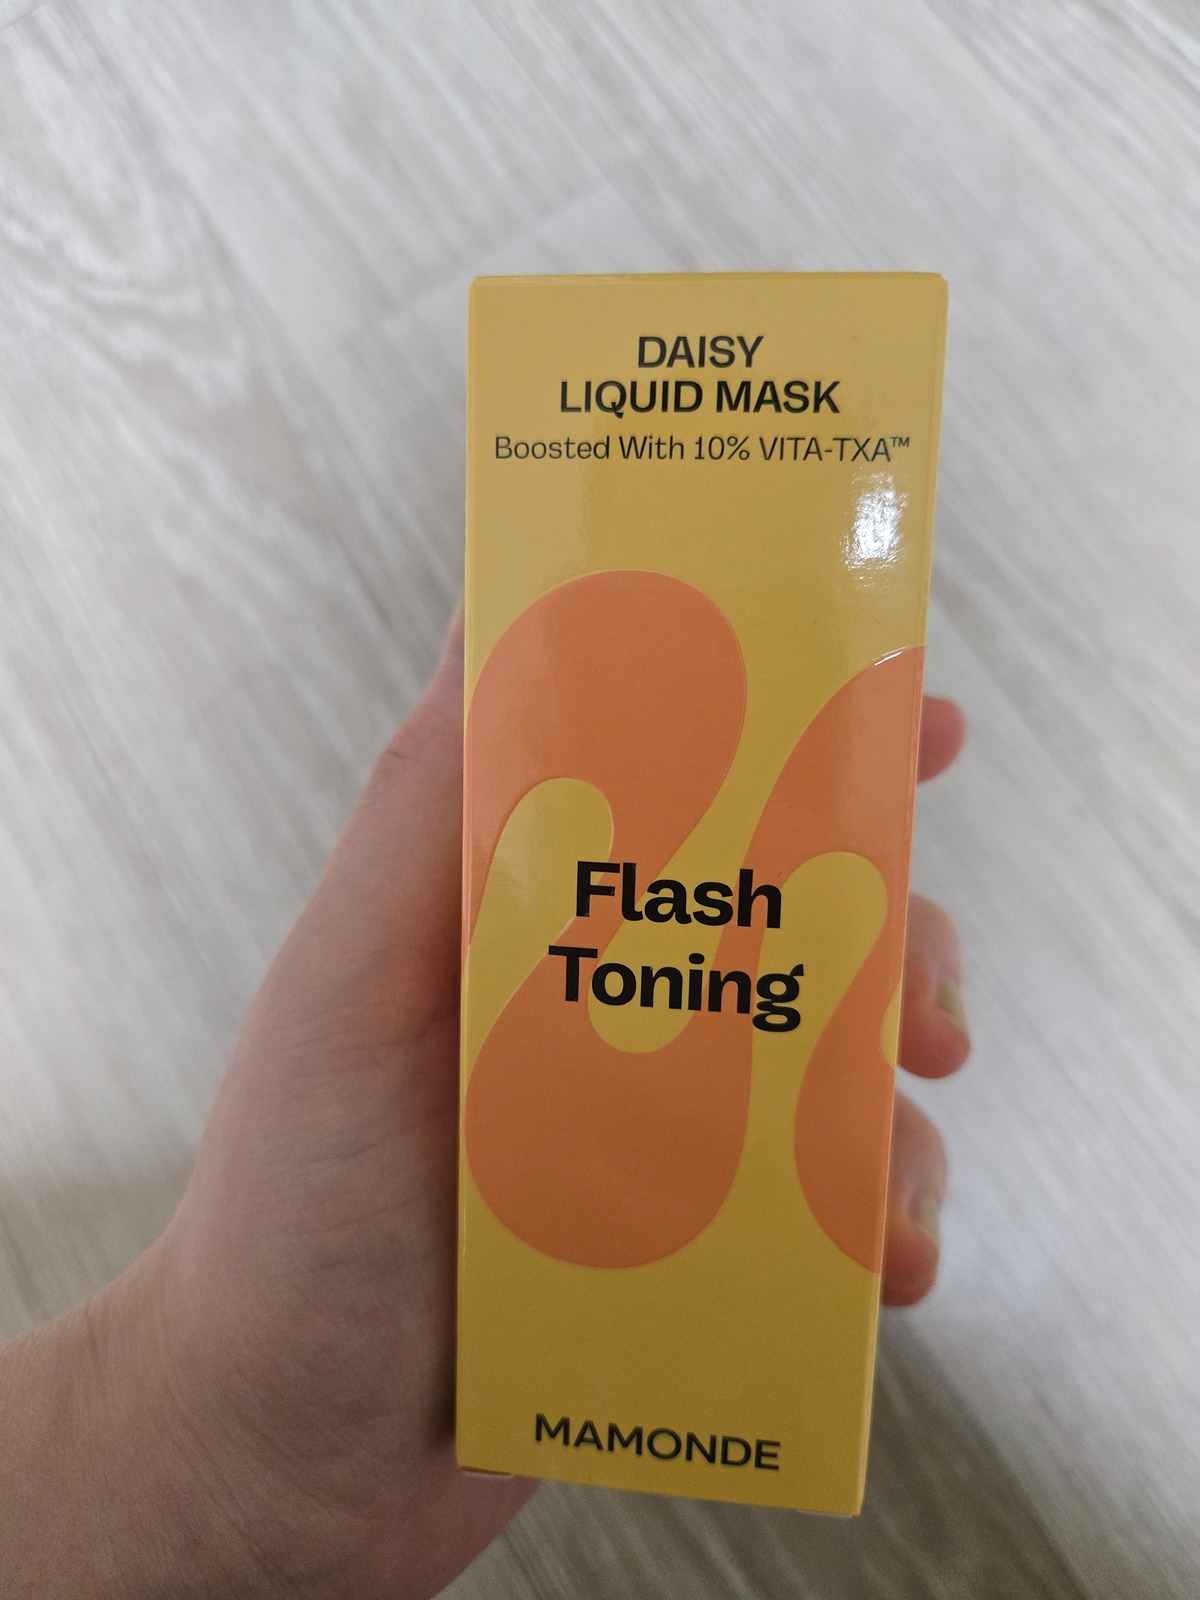 DAISY
LIQUID MASK
Boosted With 10% VITA-TXA™
Flash
Toning
MAMONDE